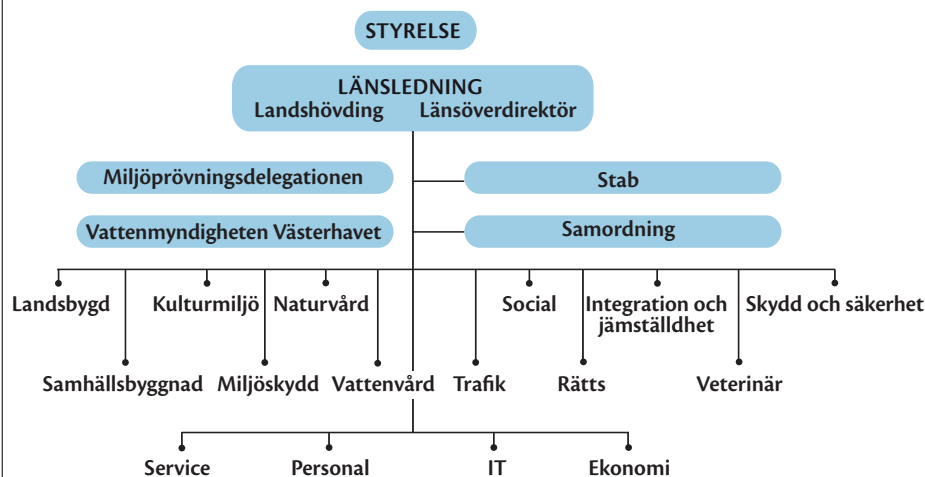 STYRELSE
LÄNSLEDNING
Landshövding Länsöverdirektör
Miljöprövningsdelegationen
Stab
Vattenmyndigheten Västerhavet
Samordning
Landsbygd
Kulturmiljö
Naturvård
Social
Integration och
jämställdhet
Skydd och säkerhet
Samhällsbyggnad
Miljöskydd
Vattenvård
Trafik
Rätts
Veterinär
Service
Personal
IT
Ekonomi